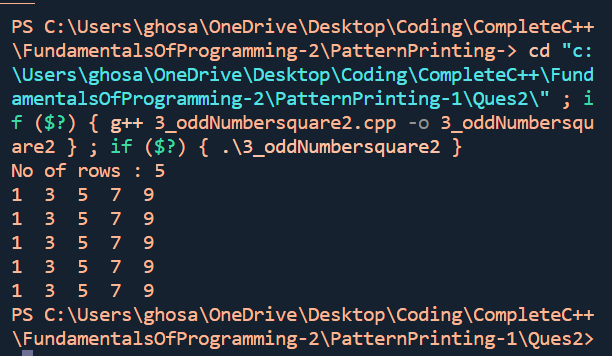 PS C:\Users\ghosa\OneDrive\Desktop\Coding\CompleteC++
\FundamentalsOfProgramming-2\PatternPrinting-> cd "c:
\Users\ghosa\OneDrive\Desktop\Coding\CompleteC++\Fund
amentalsOfProgramming-2\PatternPrinting-1\Ques2\" ; i
f ($?) { g++ 3_oddNumbersquare2.cpp -o 3_oddNumbersqu
are2 } ; if ($?) { .\3_oddNumbersquare2 }
No of rows : 5
1  3  5  7  9
1  3  5  7  9
1  3  5  7  9
1  3  5  7  9
1  3  5  7  9
PS C:\Users\ghosa\OneDrive\Desktop\Coding\CompleteC++
\FundamentalsOfProgramming-2\PatternPrinting-1\Ques2>